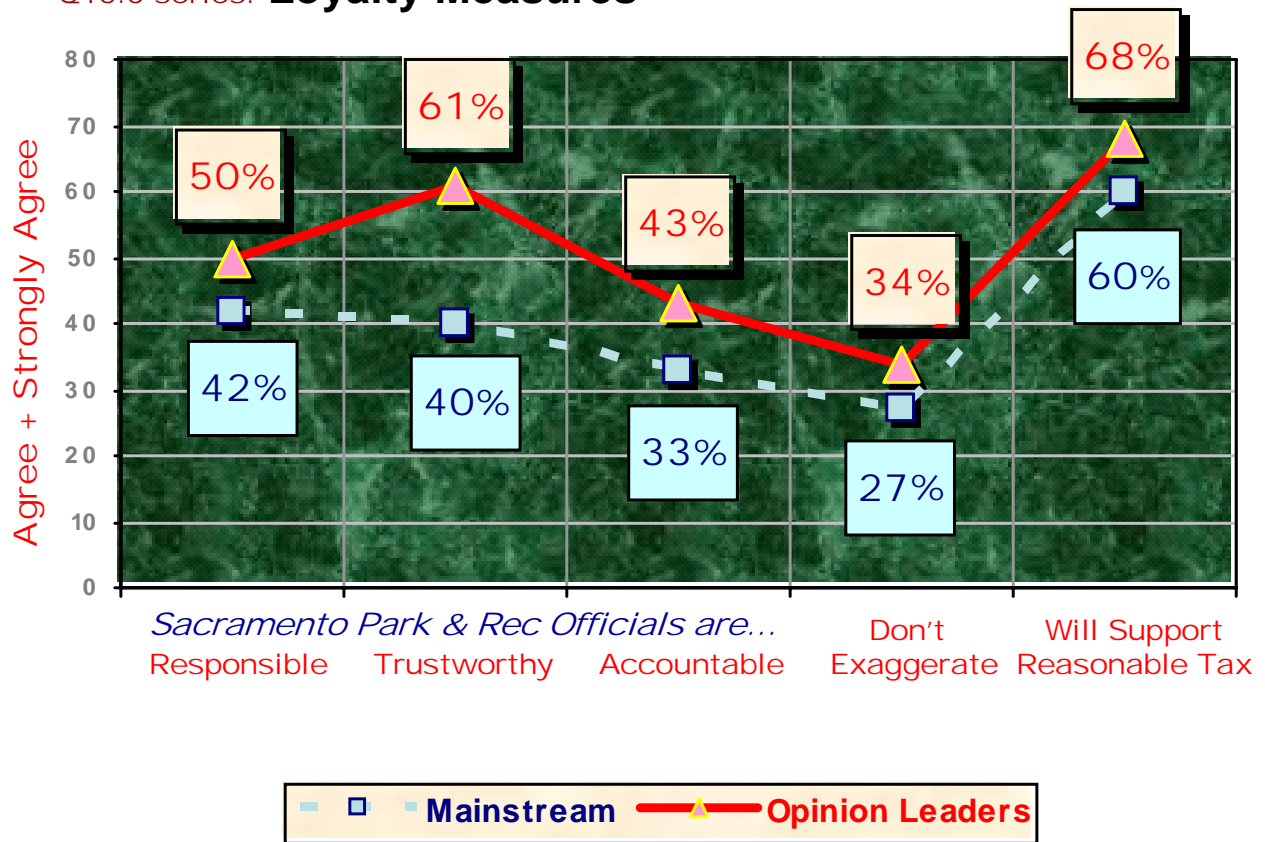 series: Loyalty Measures
80
70
60
50
40
30
20
10
0
Agree + Strongly Agree
50%
61%
43%
34%
68%
42%
40%
33%
27%
60%
Sacramento Park & Rec Officials are...
Responsible
Trustworthy
Accountable
Don't
Exaggerate
Will Support
Reasonable Tax
Mainstream
Opinion Leaders